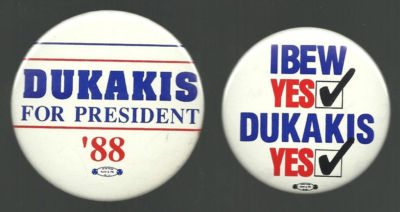 DUKAKIS
FOR PRESIDENT
'88
IBEW
YES
DUKAKIS
YES